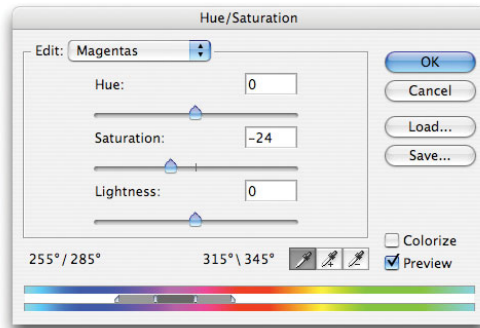 Hue/Saturation
Edit: Magentas
OK
Hue: 0
Cancel
Load...
Saturation: -24
Save...
Lightness: 0
Colorize
255°/285° 315°\345°
Preview